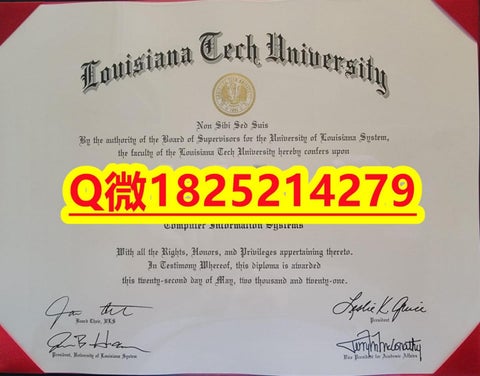 Louisiana Tech University
Non Sibi Sed Suis
By the authority of the Board of Supervisors for the University of Louisiana System,
the faculty of the Louisiana Tech University hereby confers upon
Q微1825214279
Computer Information Systems
With all the Rights, Honors, and Privileges appertaining thereto.
In Testimony Whereof, this diploma is awarded
this twenty-second day of May, two thousand and twenty-one.
President
President, University of Louisiana System
Vice President for Academic Affairs